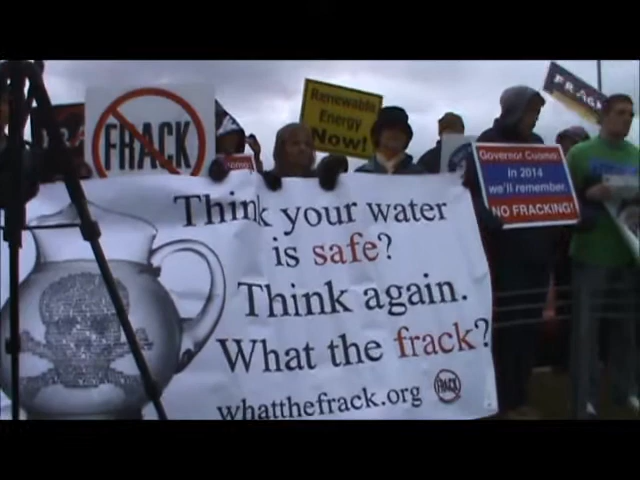 FRACK
Renewable
Energy
Now!
FRACK
Governor Cuomo:
in 2014
we'll remember.
NO FRACKING!
Think your water
is safe?
Think again.
What the frack?
whatthefrack.org
FRACK